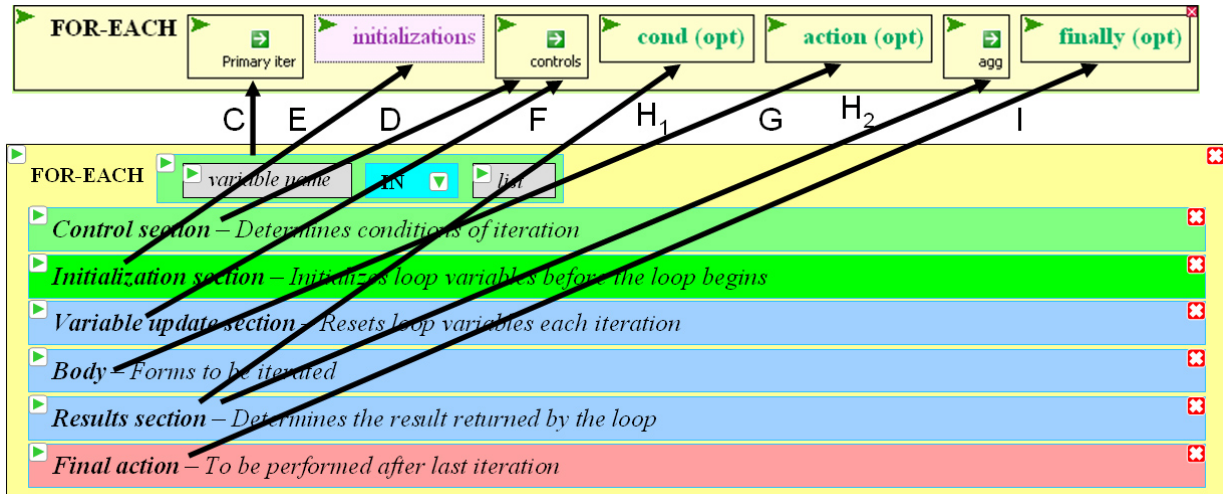 FOR-EACH Primary iter initializations controls cond (opt) action (opt) agg finally (opt)
C E D F H1 G H2 I
FOR-EACH variable name IN list
Control section – Determines conditions of iteration
Initialization section – Initializes loop variables before the loop begins
Variable update section – Resets loop variables each iteration
Body – Forms to be iterated
Results section – Determines the result returned by the loop
Final action – To be performed after last iteration